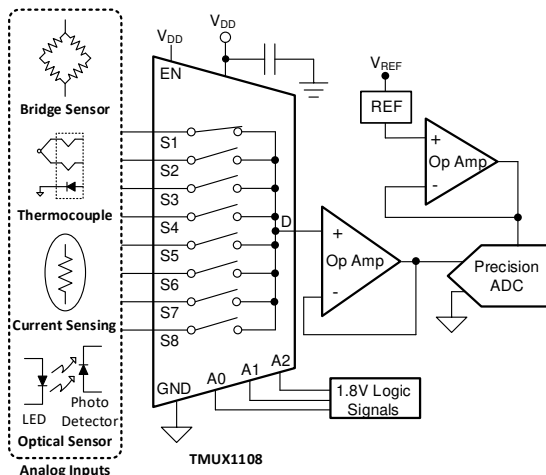 Bridge Sensor
Thermocouple
Current Sensing
LED
Photo
Detector
Optical Sensor
Analog Inputs
VDD
VDD
EN
S1
S2
S3
S4
S5
S6
S7
S8
D
GND
A0
A1
A2
TMUX1108
+
Op Amp
-
1.8V Logic
Signals
VREF
REF
+
Op Amp
-
Precision
ADC